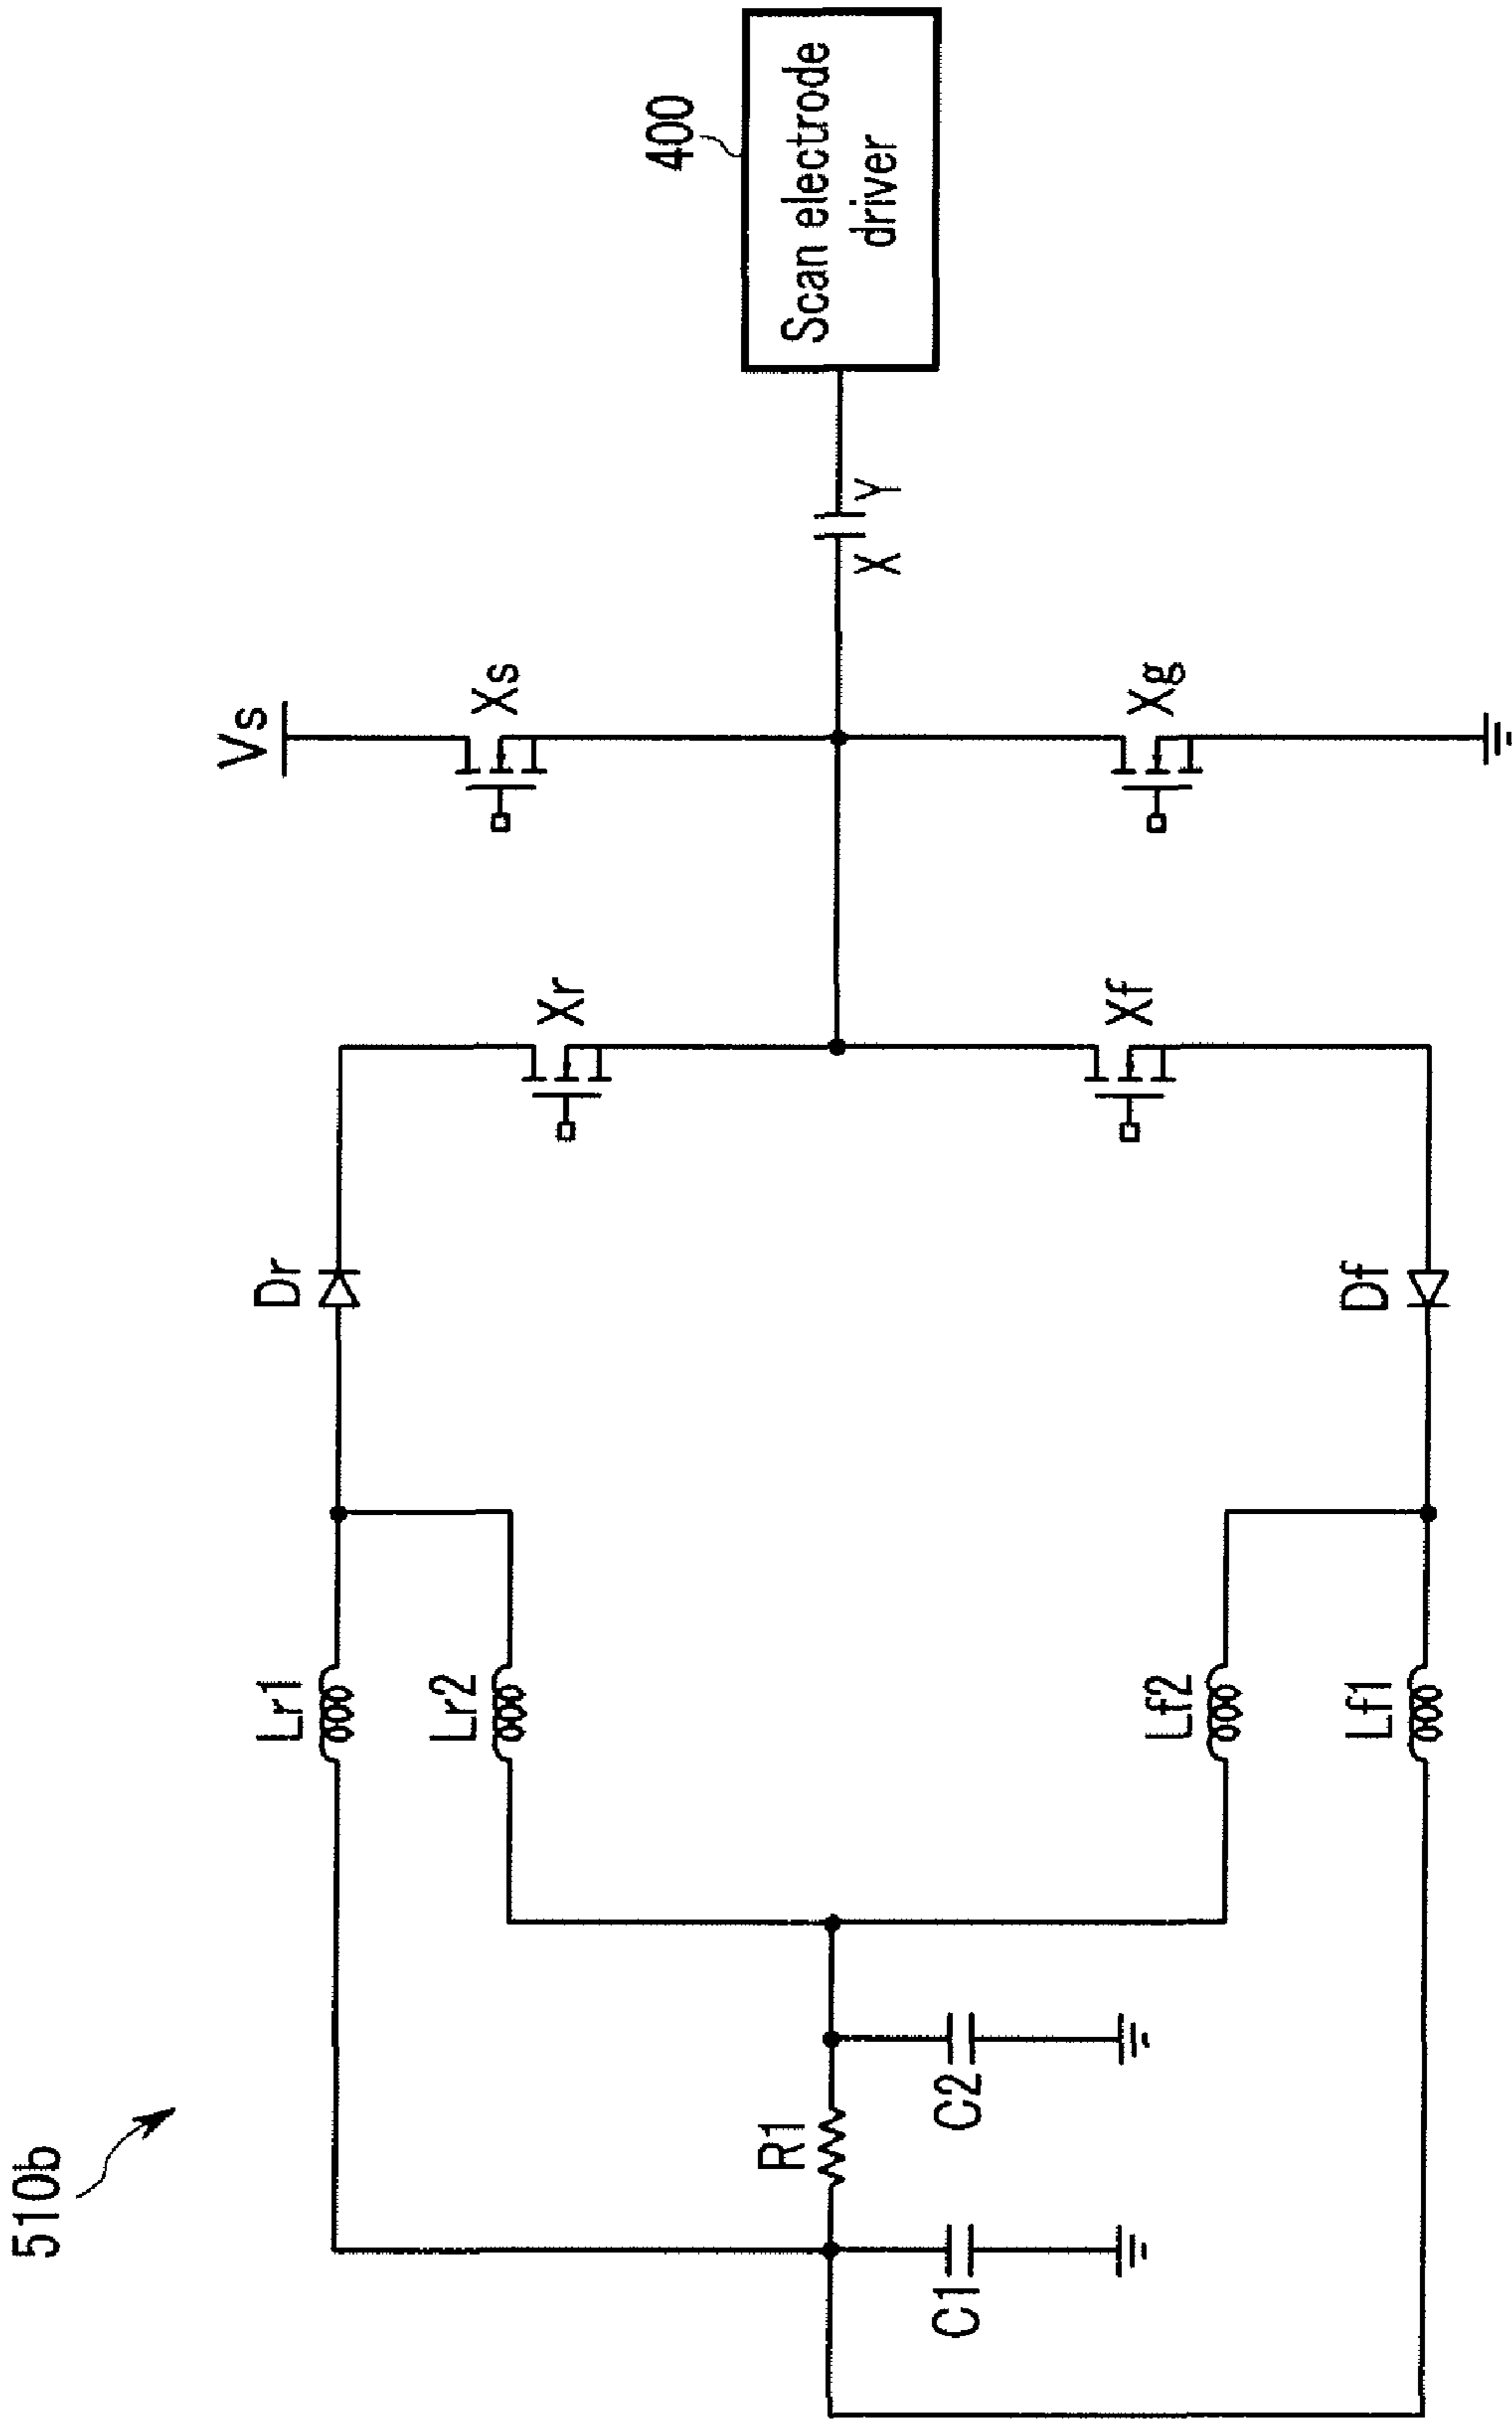 510b
Vs
400
Lr1
Dr
Xr
Xs
Lr2
Scan electrode
driver
R1
X
Y
C1
C2
Lf2
Xf
Xg
Lf1
Df